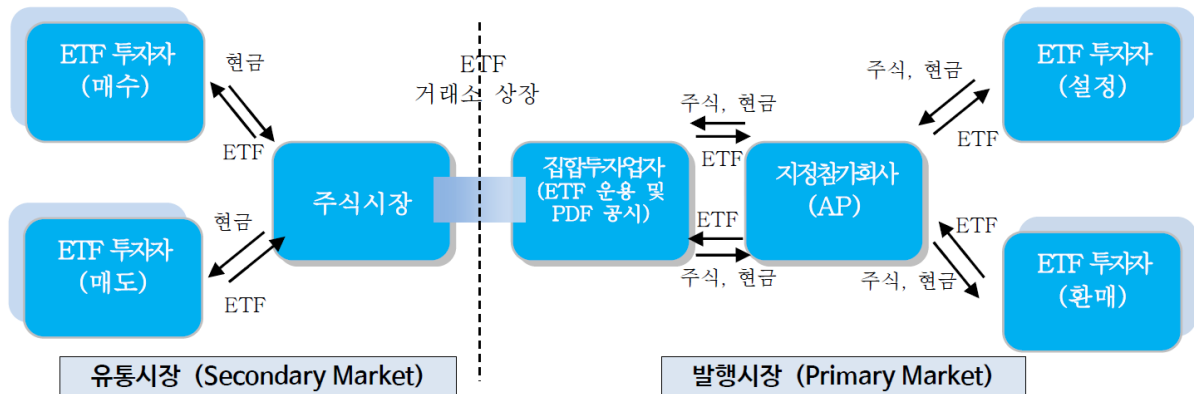 ETF 투자자
(매수)
현금
ETF
ETF 투자자
(매도)
현금
ETF
주식시장
ETF
거래소 상장
집합투자업자
(ETF 운용 및
PDF 공시)
주식, 현금
ETF
ETF
주식, 현금
지정참가회사
(AP)
주식, 현금
ETF
ETF 투자자
(설정)
ETF
주식, 현금
ETF 투자자
(환매)
유통시장 (Secondary Market)
발행시장 (Primary Market)